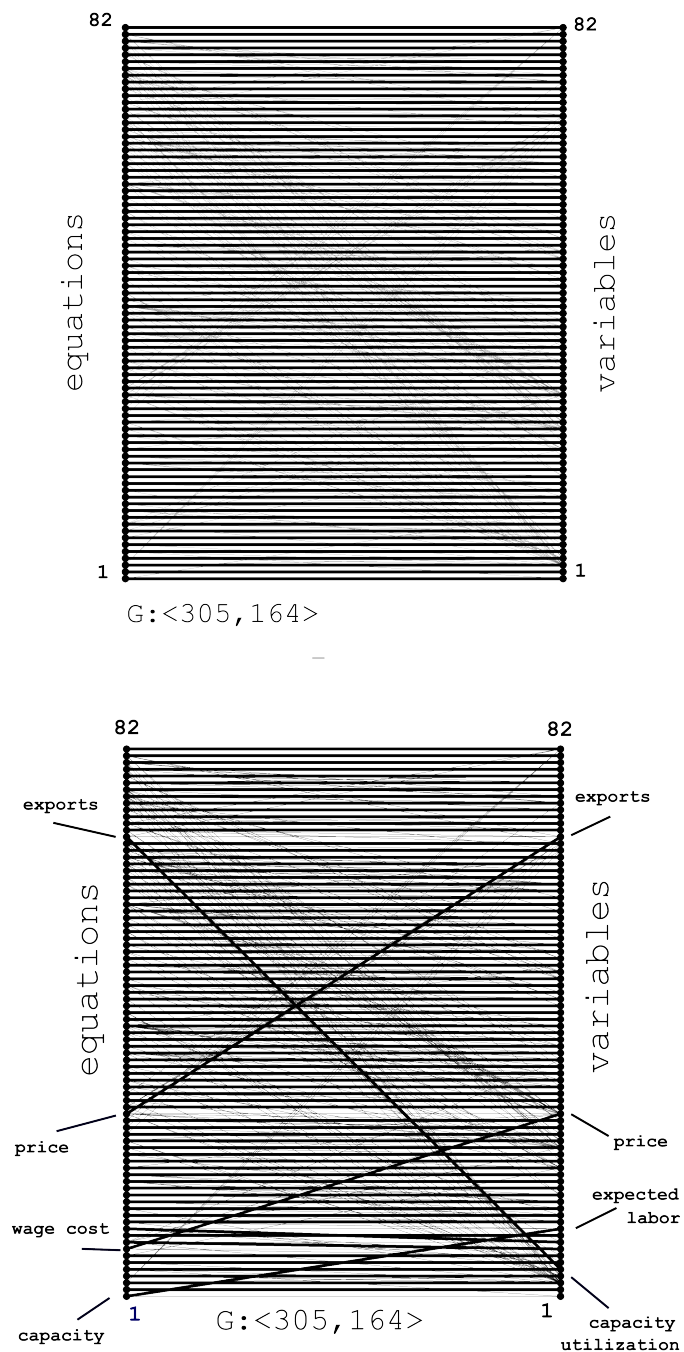 82
82
equations
variables
1
1
G:<305,164>
82
82
exports
exports
equations
variables
price
price
wage cost
expected
labor
capacity
1
G:<305,164>
1
capacity
utilization